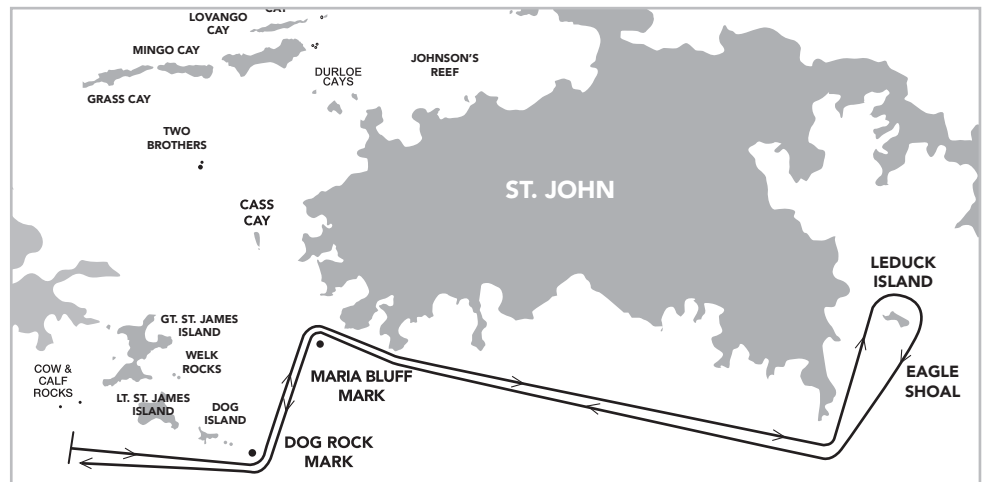 CAY
LOVANGO
CAY
MINGO CAY
GRASS CAY
DURLOE
CAYS
JOHNSON'S
REEF
TWO
BROTHERS
ST. JOHN
CASS
CAY
LEDUCK
ISLAND
GT. ST. JAMES
ISLAND
WELK
ROCKS
COW &
CALF
ROCKS
LT. ST. JAMES
ISLAND
DOG
ISLAND
MARIA BLUFF
MARK
EAGLE
SHOAL
DOG ROCK
MARK